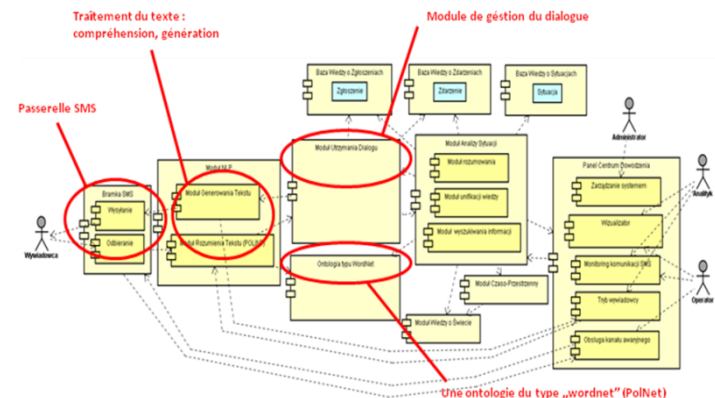 Traitement du texte :
compréhension, génération
Module de géstion du dialogue
Passerelle SMS
Baza Wiedzy o Zgłoszeniach
Zgłoszenie
Baza Wiedzy o Zdarzeniach
Zdarzenie
Baza Wiedzy o Sytuacjach
Sytuacja
Administrator
Moduł NLP
Moduł Generowania Tekstu
Moduł Rozumienia Tekstu (POLINT)
Moduł Utrzymania Dialogu
Moduł Analizy Sytuacji
Moduł rozumowania
Moduł unifikacji wiedzy
Moduł wyszukiwania informacji
Panel Centrum Dowodzenia
Zarządzanie systemem
Analityk
Bramka SMS
Wysyłanie
Odbieranie
Wywiadowca
Wizualizator
Monitoring komunikacji SMS
Ontologia typu WordNet
Moduł Czaso-Przestrzenny
Tryb wywiadowcy
Operator
Moduł Wiedzy o Świecie
Obsługa kanału awaryjnego
Une ontologie du type „wordnet” (PolNet)